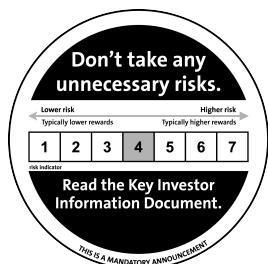 Don't take any
unnecessary risks.
Lower risk Higher risk
Typically lower rewards Typically higher rewards
1 2 3 4 5 6 7
risk indicator
Read the Key Investor
Information Document.
THIS IS A MANDATORY ANNOUNCEMENT